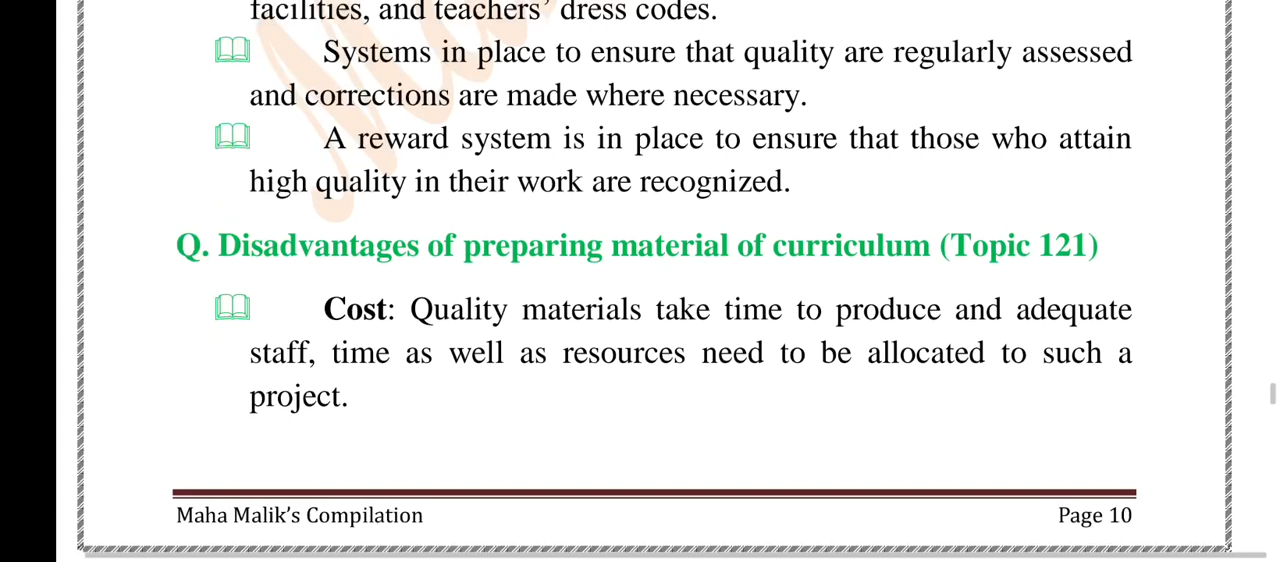 facilities, and teachers' dress codes.
Systems in place to ensure that quality are regularly assessed
and corrections are made where necessary.
A reward system is in place to ensure that those who attain
high quality in their work are recognized.
Q. Disadvantages of preparing material of curriculum (Topic 121)
Cost: Quality materials take time to produce and adequate
staff, time as well as resources need to be allocated to such a
project.
Maha Malik's Compilation
Page 10